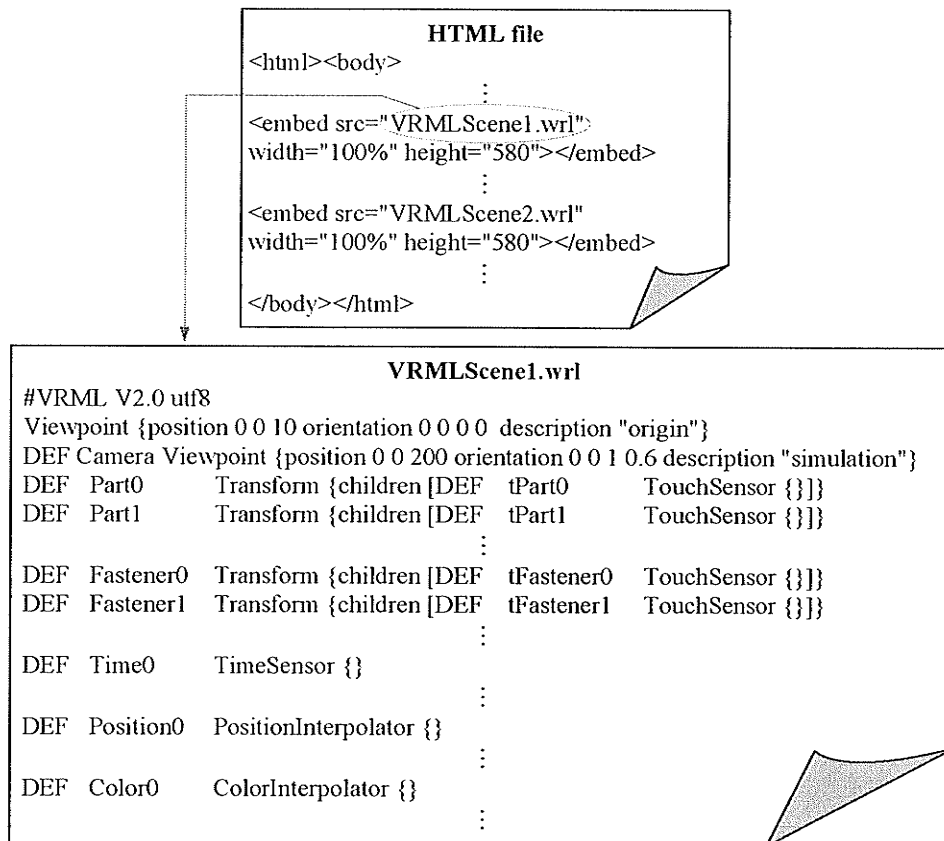 HTML file
<html><body>
⋮
<embed src="VRMLScene1.wrl"
width="100%" height="580"></embed>
⋮
<embed src="VRMLScene2.wrl"
width="100%" height="580"></embed>
⋮
</body></html>
VRMLScene1.wrl
#VRML V2.0 utf8
Viewpoint {position 0 0 10 orientation 0 0 0 0 description "origin"}
DEF Camera Viewpoint {position 0 0 200 orientation 0 0 1 0.6 description "simulation"}
DEF Part0 Transform {children [DEF tPart0 TouchSensor {}]}
DEF Part1 Transform {children [DEF tPart1 TouchSensor {}]}
⋮
DEF Fastener0 Transform {children [DEF tFastener0 TouchSensor {}]}
DEF Fastener1 Transform {children [DEF tFastener1 TouchSensor {}]}
⋮
DEF Time0 TimeSensor {}
⋮
DEF Position0 PositionInterpolator {}
⋮
DEF Color0 ColorInterpolator {}
⋮